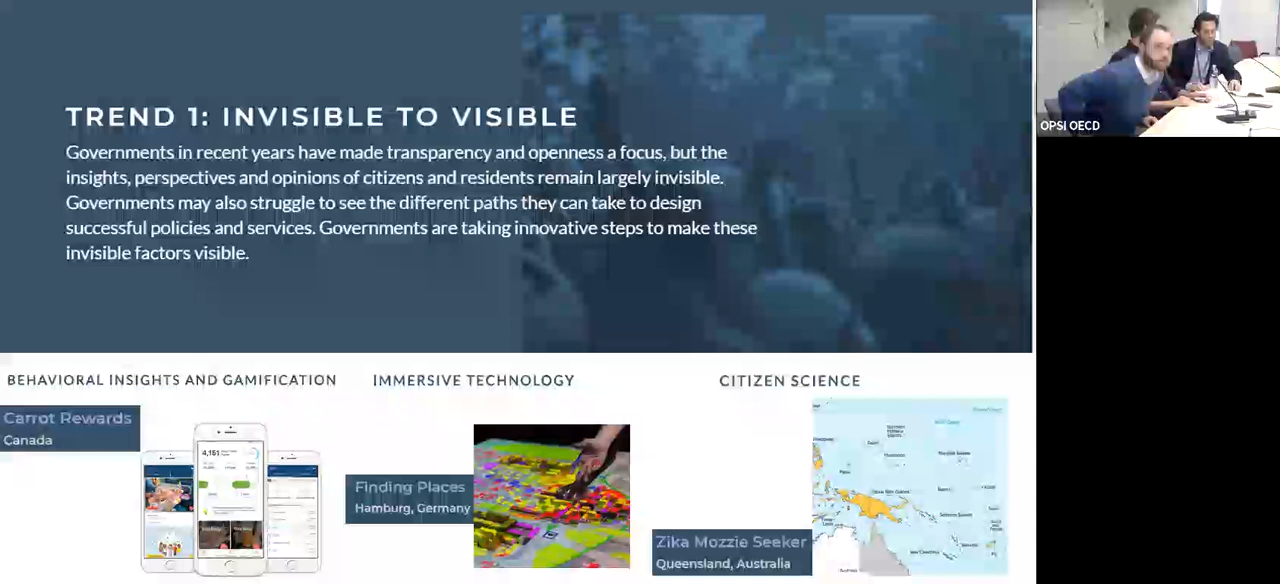 TREND 1: INVISIBLE TO VISIBLE
Governments in recent years have made transparency and openness a focus, but the
insights, perspectives and opinions of citizens and residents remain largely invisible.
Governments may also struggle to see the different paths they can take to design
successful policies and services. Governments are taking innovative steps to make these
invisible factors visible.
OPSI OECD
BEHAVIORAL INSIGHTS AND GAMIFICATION
Carrot Rewards
Canada
4,151
IMMERSIVE TECHNOLOGY
Finding Places
Hamburg, Germany
CITIZEN SCIENCE
Zika Mozzie Seeker
Queensland, Australia